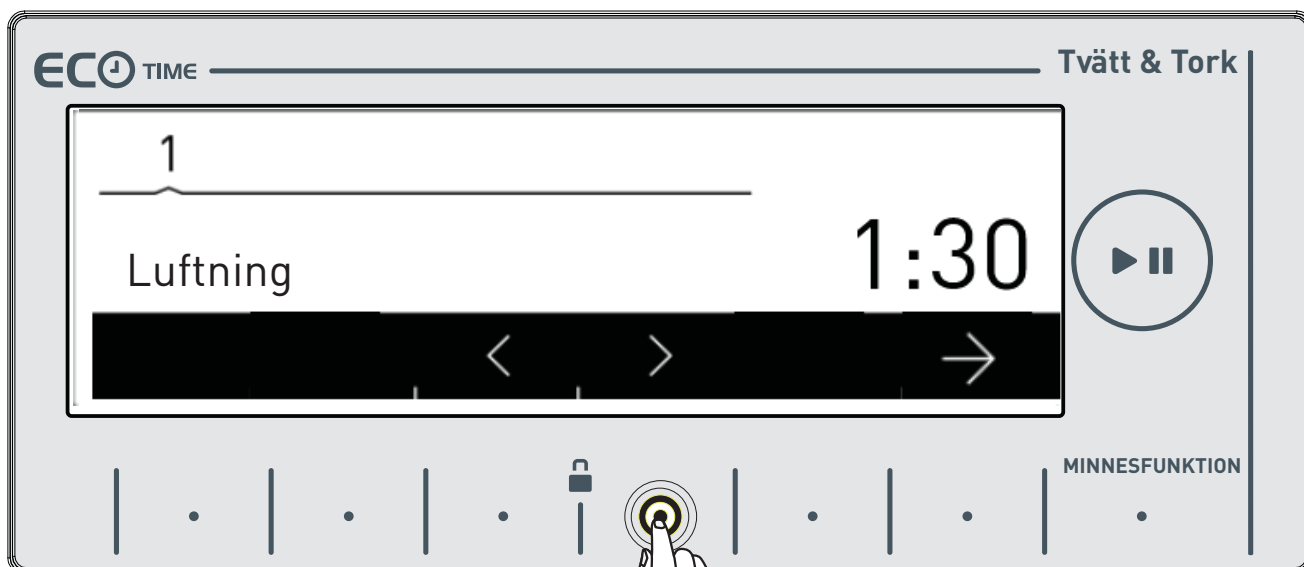 ECO TIME
Tvätt & Tork
1
Luftning
1:30
MINNESFUNKTION